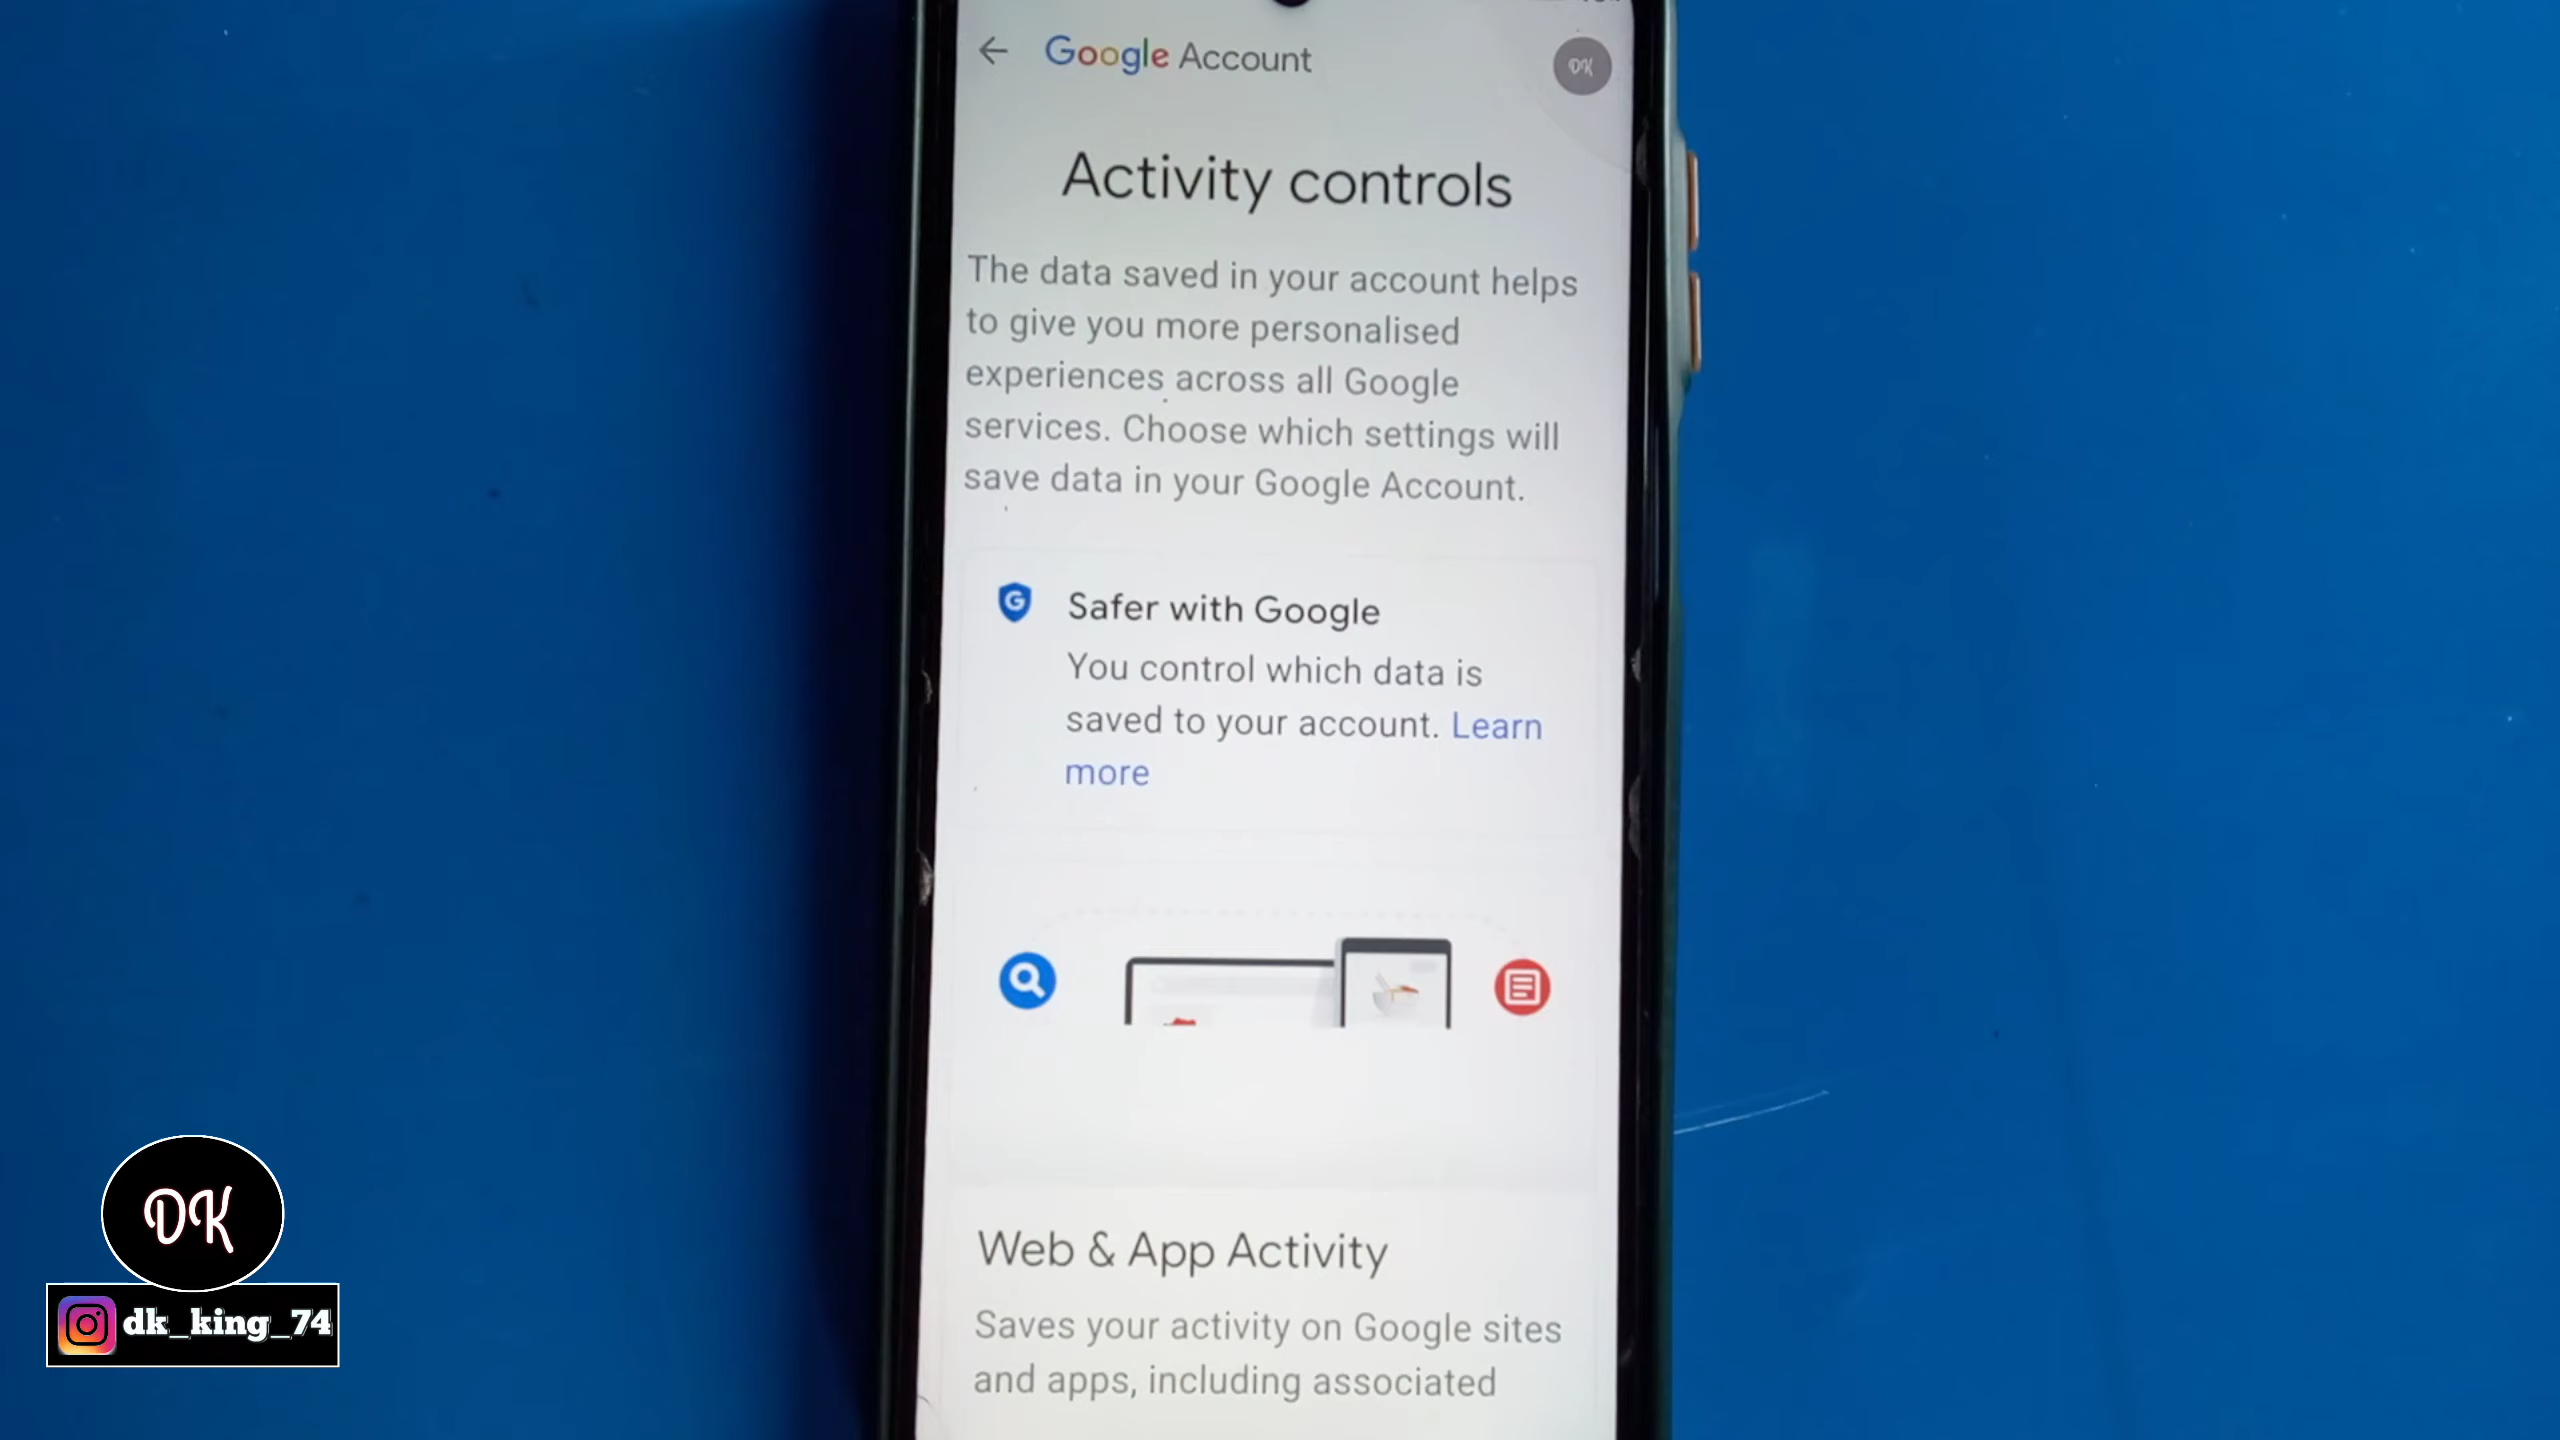 Google Account
DK
Activity controls
The data saved in your account helps
to give you more personalised
experiences across all Google
services. Choose which settings will
save data in your Google Account.
G
Safer with Google
You control which data is
saved to your account. Learn
more
Web & App Activity
Saves your activity on Google sites
and apps, including associated
DK
dk_king_74